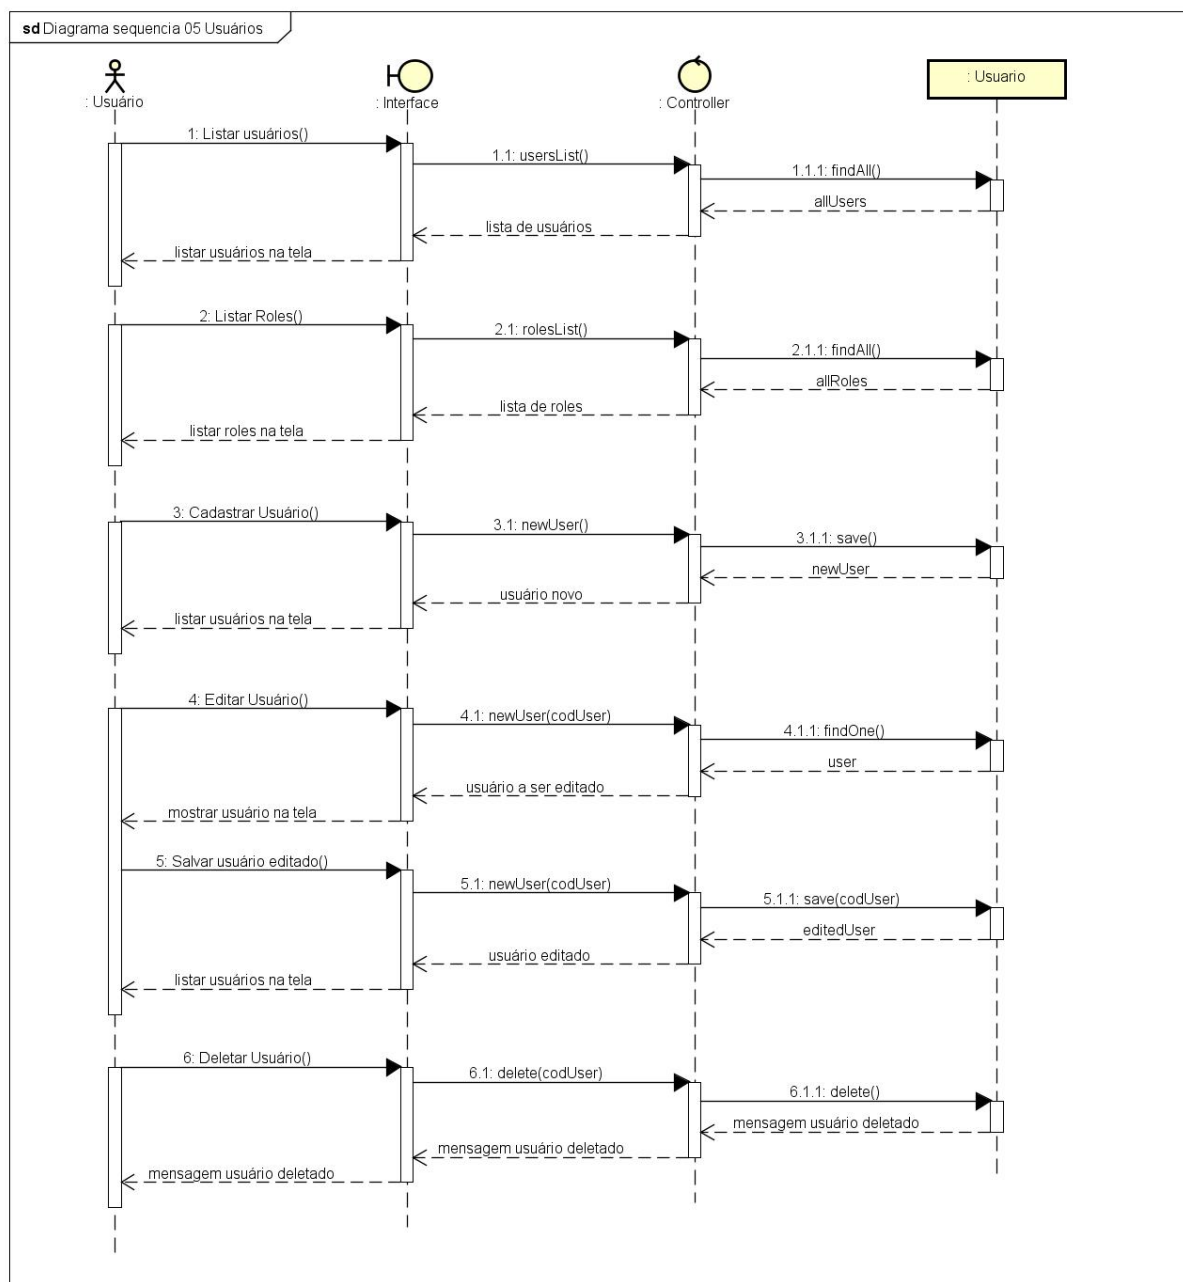 sd Diagrama sequencia 05 Usuários
: Usuário
: Interface
: Controller
: Usuario
1: Listar usuários()
1.1: usersList()
1.1.1: findAll()
allUsers
lista de usuários
listar usuários na tela
2: Listar Roles()
2.1: rolesList()
2.1.1: findAll()
allRoles
lista de roles
listar roles na tela
3: Cadastrar Usuário()
3.1: newUser()
3.1.1: save()
newUser
usuário novo
listar usuários na tela
4: Editar Usuário()
4.1: newUser(codUser)
4.1.1: findOne()
user
usuário a ser editado
mostrar usuário na tela
5: Salvar usuário editado()
5.1: newUser(codUser)
5.1.1: save(codUser)
editedUser
usuário editado
listar usuários na tela
6: Deletar Usuário()
6.1: delete(codUser)
6.1.1: delete()
mensagem usuário deletado
mensagem usuário deletado
mensagem usuário deletado